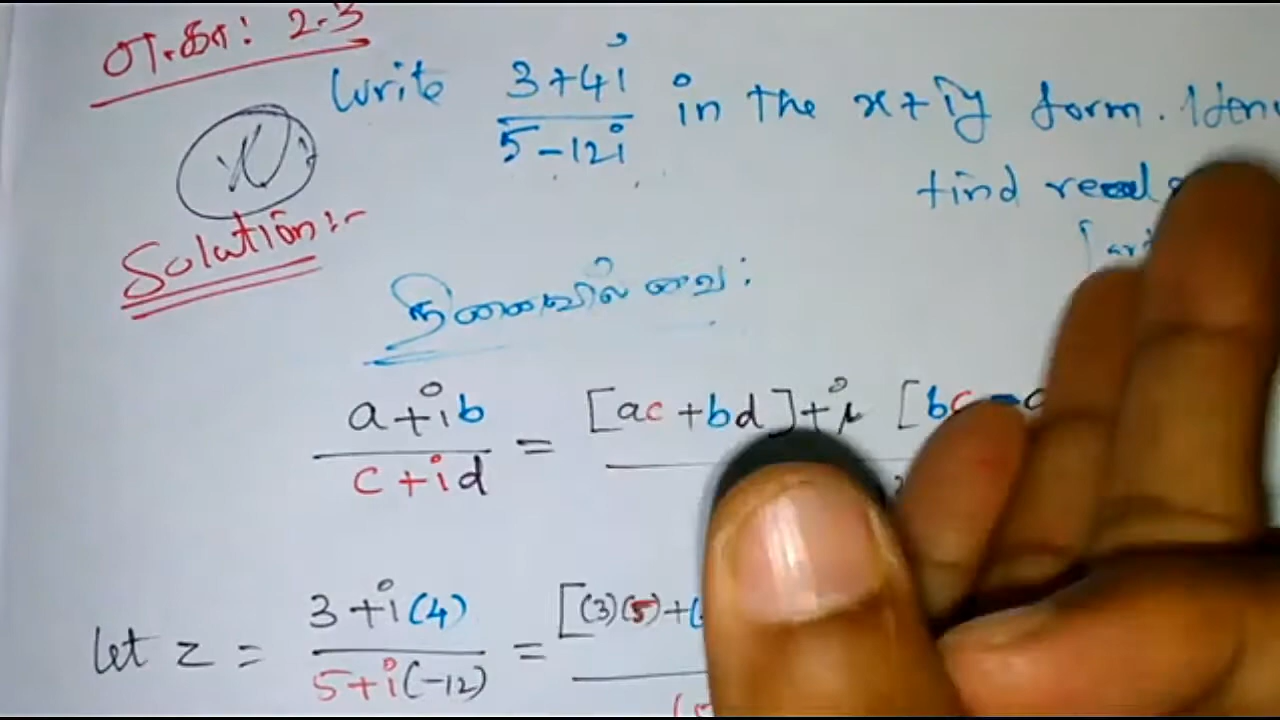 எ.கா: 2.3
Write 3+4i / 5-12i in the x+iy form. Hen
find real
Solution:-
நினைவில் வை:
a+ib / c+id = [ac+bd]+i [bc-
let z = 3+i(4) / 5+i(-12) = [(3)(5)+(